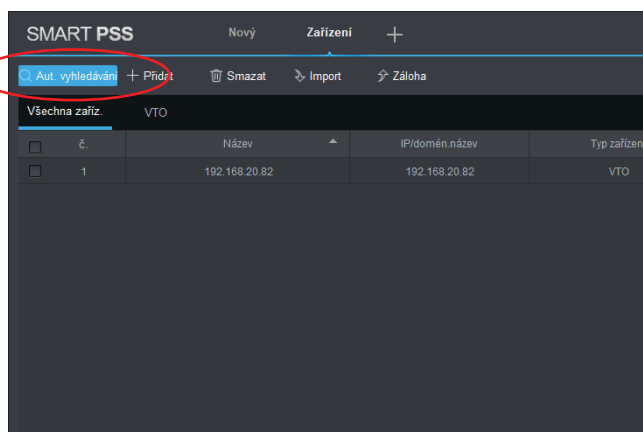 SMART PSS Nový Zařízení +
Aut. vyhledávání + Přidat Smazat Import Záloha
Všechna zaříz. VTO
č. Název IP/domén.název Typ zařízen
1 192.168.20.82 192.168.20.82 VTO